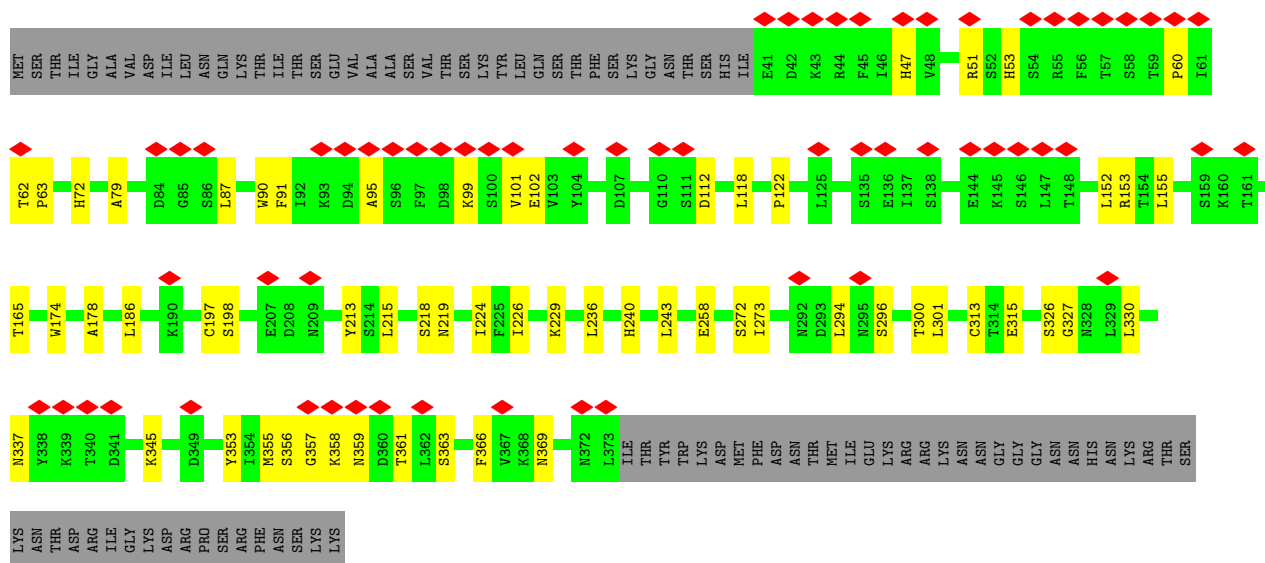 MET SER THR ILE GLY ALA VAL ASP ILE LEU ASN GLN LYS THR ILE THR SER GLU VAL ALA ALA SER VAL THR SER LYS TYR LEU GLN SER THR PHE SER LYS GLY ASN THR SER HIS ILE E41 D42 K43 R44 F45 I46 H47 V48 R51 S52 H53 S54 R55 F56 T57 S58 T59 P60 I61
T62 P63 H72 A79 D84 G85 S86 L87 W90 F91 I92 K93 D94 A95 S96 F97 D98 K99 S100 V101 E102 V103 Y104 D107 G110 S111 D112 L118 P122 L125 S135 E136 I137 S138 E144 K145 S146 L147 T148 L152 R153 T154 L155 S159 K160 T161
T165 W174 A178 L186 K190 C197 S198 E207 D208 N209 Y213 S214 L215 S218 N219 I224 F225 I226 K229 L236 H240 L243 E258 S272 I273 N292 D293 L294 N295 S296 T300 L301 C313 T314 E315 S326 G327 N328 L329 L330
N337 Y338 K339 T340 D341 K345 D349 Y353 I354 M355 S356 G357 K358 N359 D360 T361 L362 S363 F366 V367 K368 N369 N372 L373 ILE THR TYR TRP LYS ASP MET PHE ASP ASN THR MET ILE GLU LYS ARG ARG LYS ASN ASN GLY GLY GLY ASN ASN HIS ASN LYS ARG THR SER
LYS ASN THR ASP ARG ILE GLY LYS ASP ARG PRO SER ARG PHE ASN SER LYS LYS